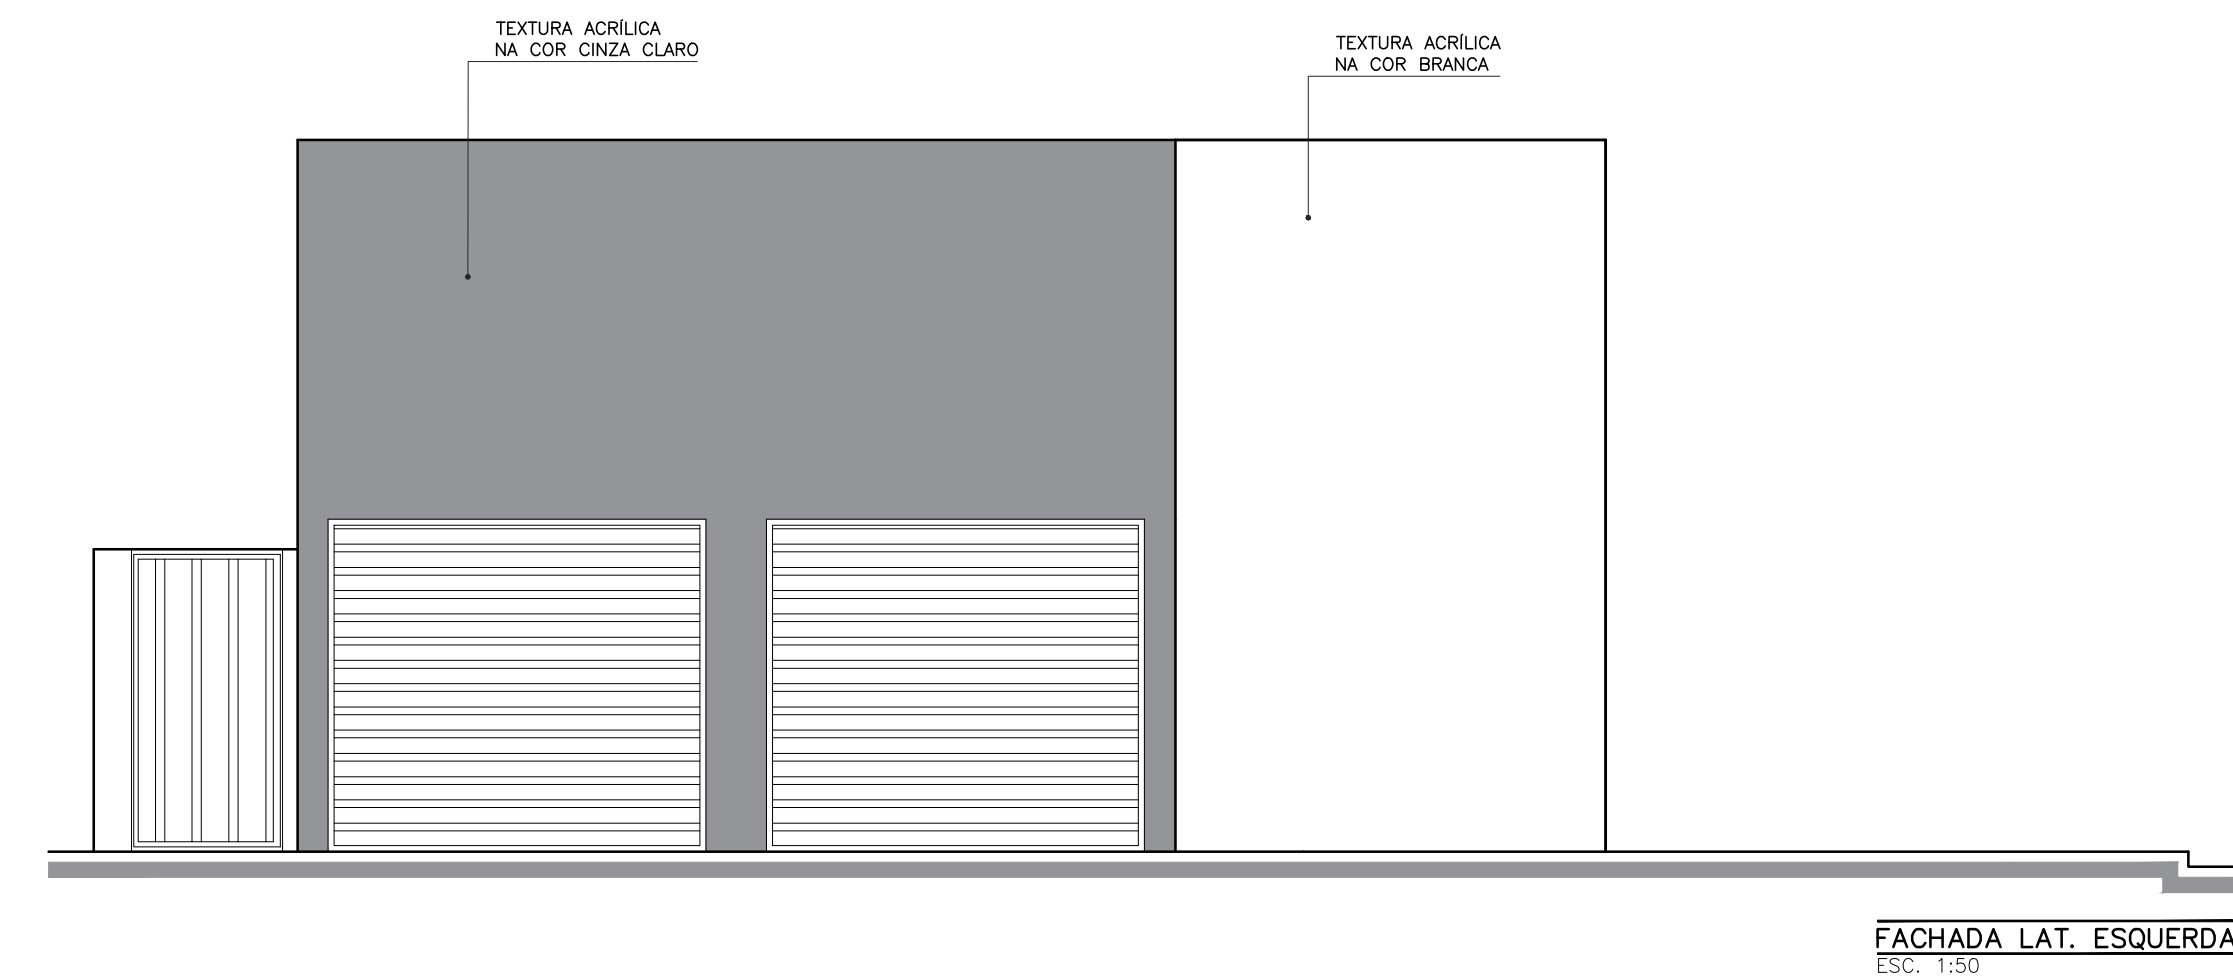 TEXTURA ACRÍLICA
NA COR CINZA CLARO
TEXTURA ACRÍLICA
NA COR BRANCA
FACHADA LAT. ESQUERDA
ESC. 1:50